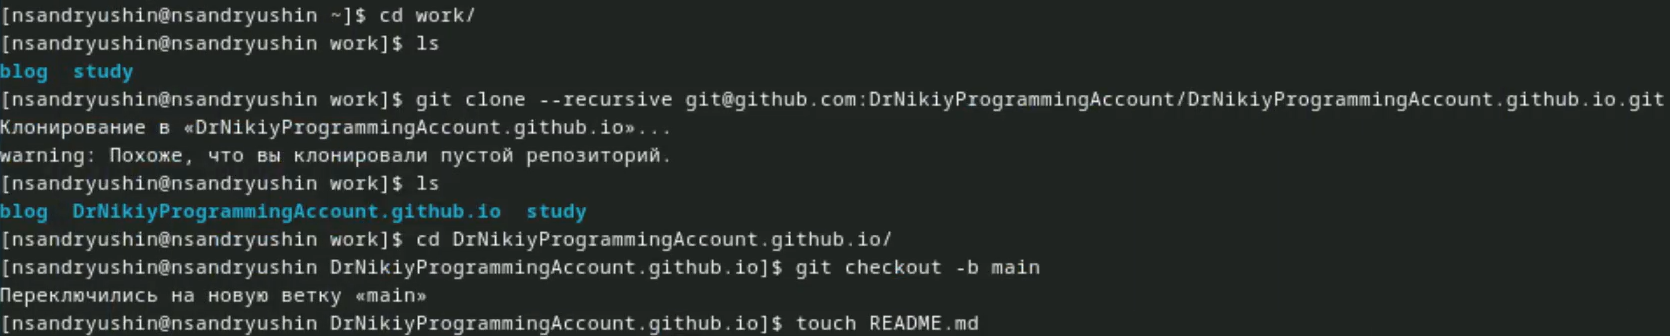 [nsandryushin@nsandryushin ~]$ cd work/
[nsandryushin@nsandryushin work]$ ls
blog  study
[nsandryushin@nsandryushin work]$ git clone --recursive git@github.com:DrNikiyProgrammingAccount/DrNikiyProgrammingAccount.github.io.git
Клонирование в «DrNikiyProgrammingAccount.github.io»...
warning: Похоже, что вы клонировали пустой репозиторий.
[nsandryushin@nsandryushin work]$ ls
blog  DrNikiyProgrammingAccount.github.io  study
[nsandryushin@nsandryushin work]$ cd DrNikiyProgrammingAccount.github.io/
[nsandryushin@nsandryushin DrNikiyProgrammingAccount.github.io]$ git checkout -b main
Переключились на новую ветку «main»
[nsandryushin@nsandryushin DrNikiyProgrammingAccount.github.io]$ touch README.md